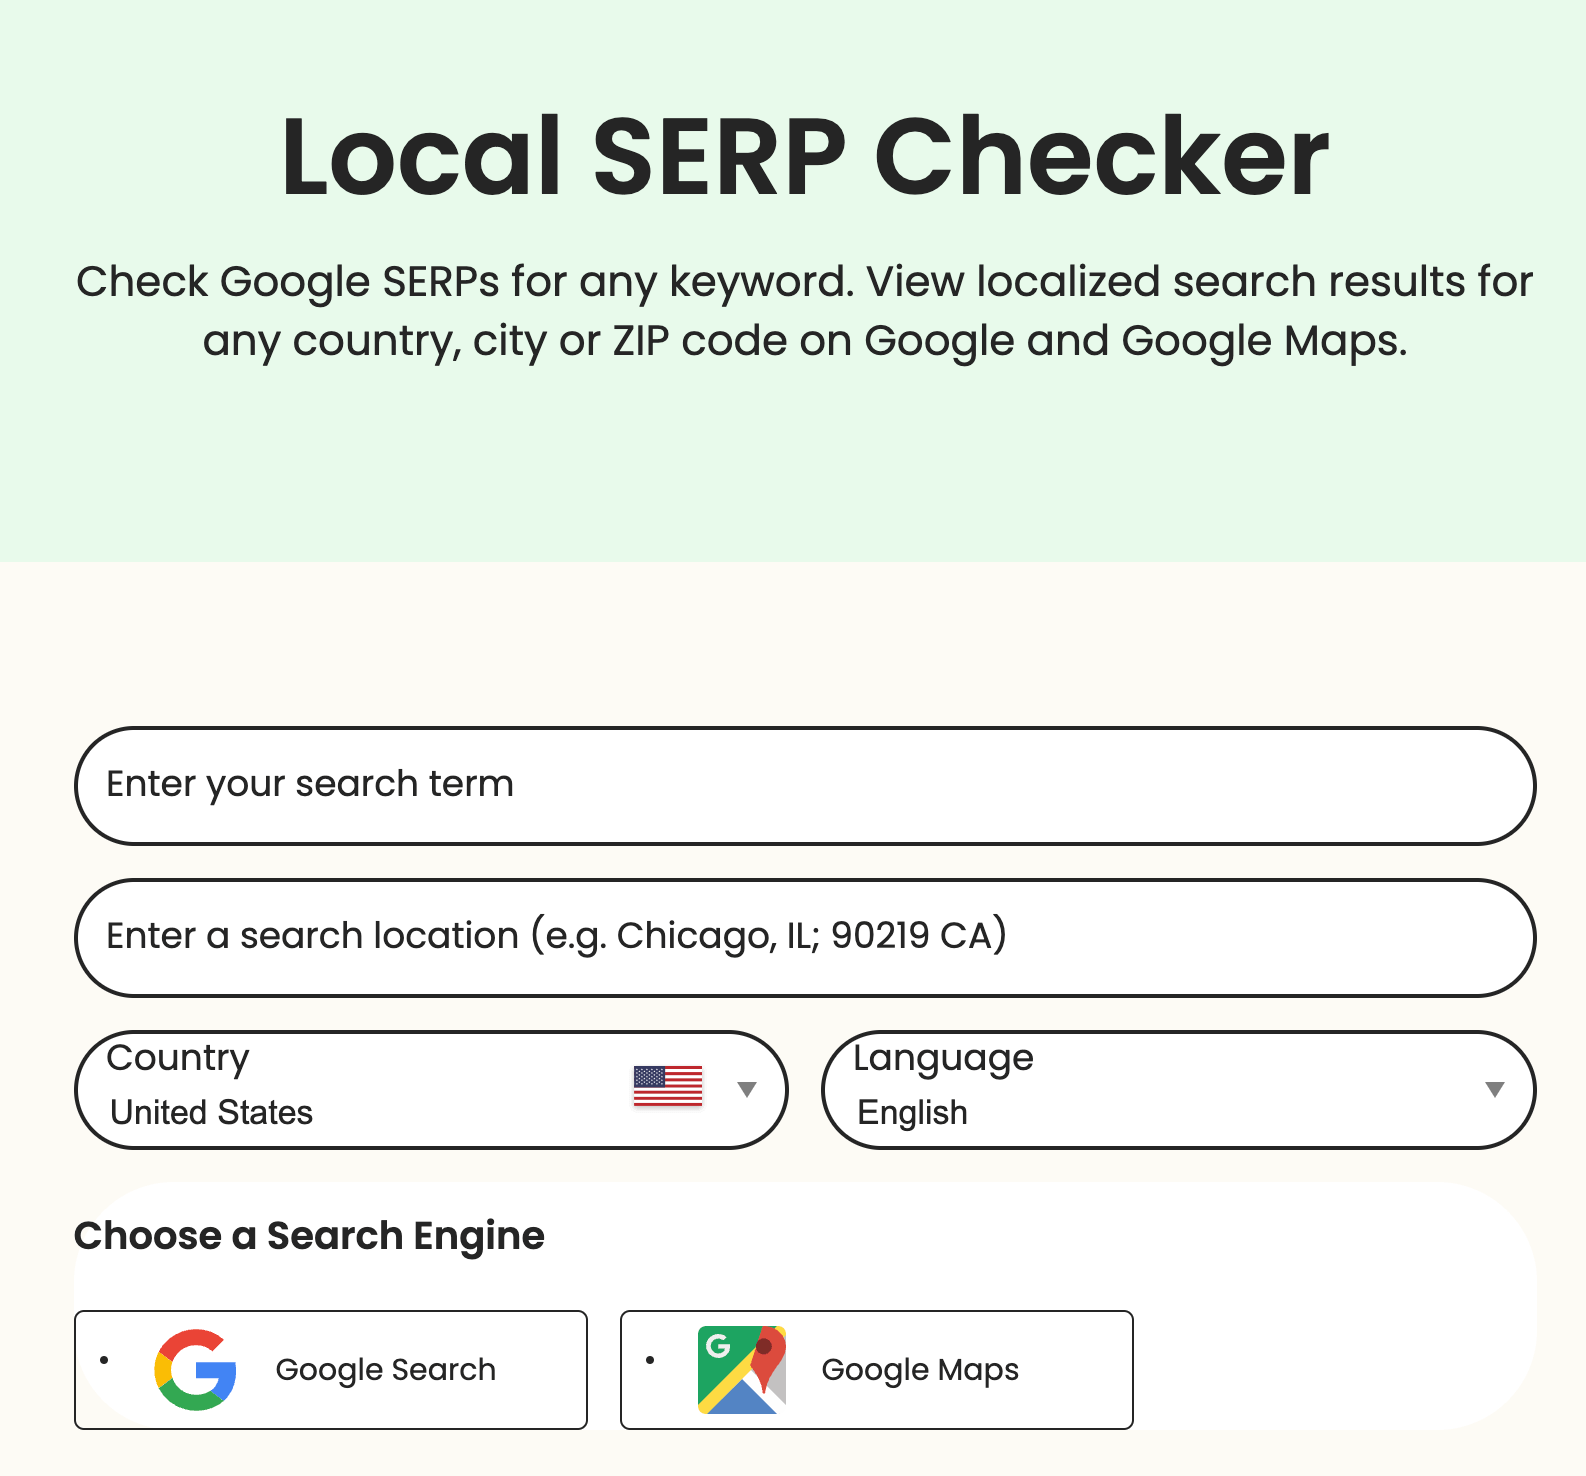 Local SERP Checker
Check Google SERPs for any keyword. View localized search results for
any country, city or ZIP code on Google and Google Maps.
Enter your search term
Enter a search location (e.g. Chicago, IL; 90219 CA)
Country
United States
Language
English
Choose a Search Engine
Google Search
G
Google Maps